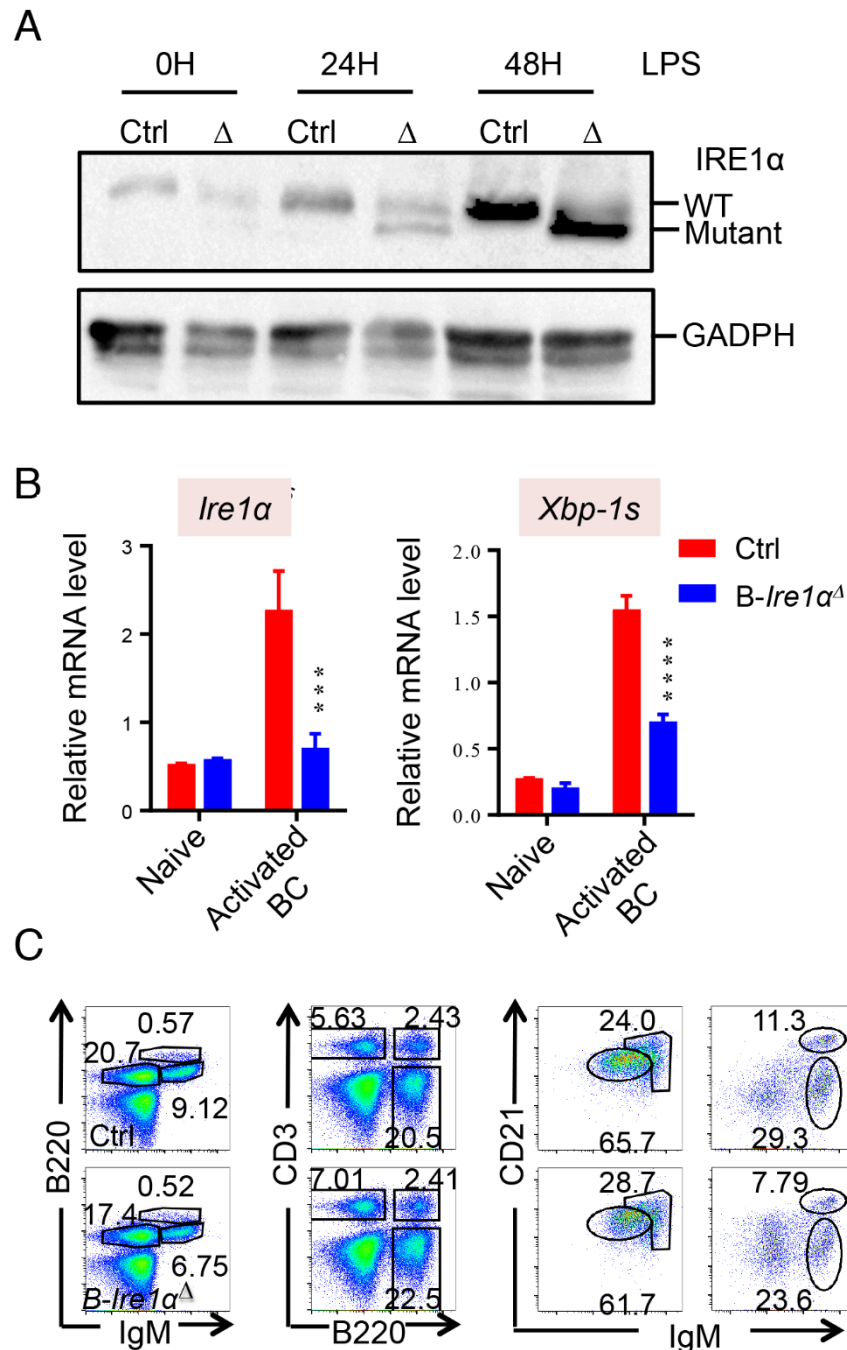 A
0H 24H 48H LPS
Ctrl Δ Ctrl Δ Ctrl Δ
IRE1α
WT
Mutant
GADPH
B
Ire1α
Xbp-1s
Relative mRNA level
3
2
1
0
***
Naive
Activated BC
Relative mRNA level
2.0
1.5
1.0
0.5
0.0
****
Naive
Activated BC
Ctrl
B-Ire1αΔ
C
B220
0.57
20.7
9.12
Ctrl
0.52
17.4
6.75
B-Ire1αΔ
IgM
CD3
5.63 2.43
20.5
7.01 2.41
22.5
B220
CD21
24.0
65.7
28.7
61.7
11.3
29.3
7.79
23.6
IgM